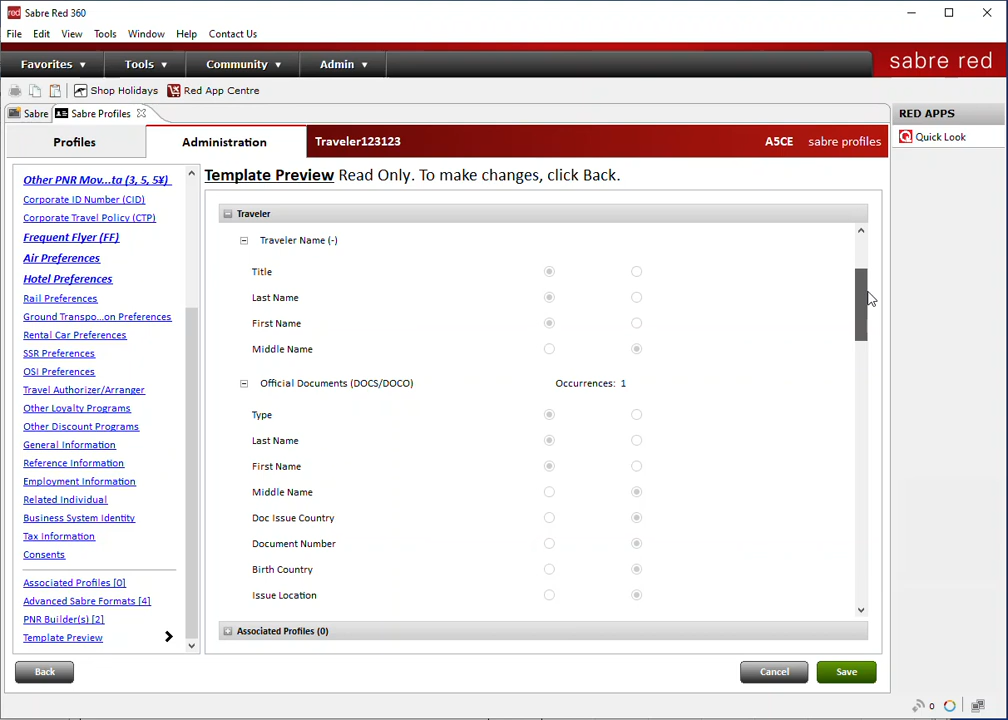 red Sabre Red 360
File Edit View Tools Window Help Contact Us
Favorites Tools Community Admin sabre red
Shop Holidays Red App Centre
Sabre Sabre Profiles RED APPS
Profiles Administration Traveler123123 A5CE sabre profiles Quick Look
Template Preview Read Only. To make changes, click Back.
Other PNR Mov...ta (3, 5, 5¥)
Corporate ID Number (CID)
Corporate Travel Policy (CTP)
Frequent Flyer (FF)
Air Preferences
Hotel Preferences
Rail Preferences
Ground Transpo...on Preferences
Rental Car Preferences
SSR Preferences
OSI Preferences
Travel Authorizer/Arranger
Other Loyalty Programs
Other Discount Programs
General Information
Reference Information
Employment Information
Related Individual
Business System Identity
Tax Information
Consents
Associated Profiles [0]
Advanced Sabre Formats [4]
PNR Builder(s) [2]
Template Preview
Traveler
Traveler Name (-)
Title
Last Name
First Name
Middle Name
Official Documents (DOCS/DOCO) Occurrences: 1
Type
Last Name
First Name
Middle Name
Doc Issue Country
Document Number
Birth Country
Issue Location
Associated Profiles (0)
Back Cancel Save
0